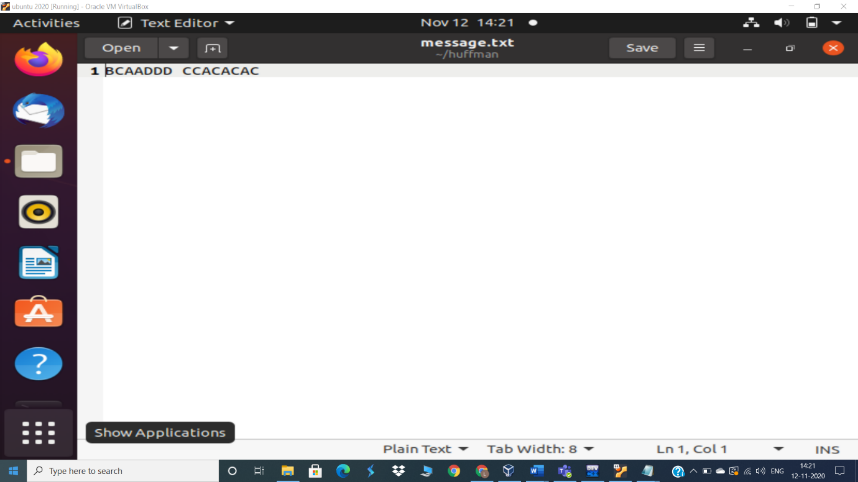 ubuntu 2020 [Running] - Oracle VM VirtualBox
Activities Text Editor Nov 12 14:21
Open message.txt Save
~/huffman
1 BCAADDD CCACACAC
Show Applications
Plain Text Tab Width: 8 Ln 1, Col 1 INS
Type here to search ENG 14:21
12-11-2020